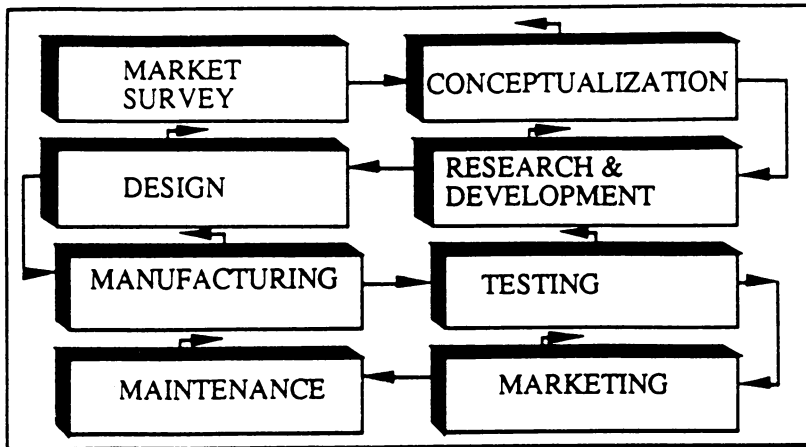 MARKET
SURVEY
CONCEPTUALIZATION
DESIGN
RESEARCH &
DEVELOPMENT
MANUFACTURING
TESTING
MAINTENANCE
MARKETING